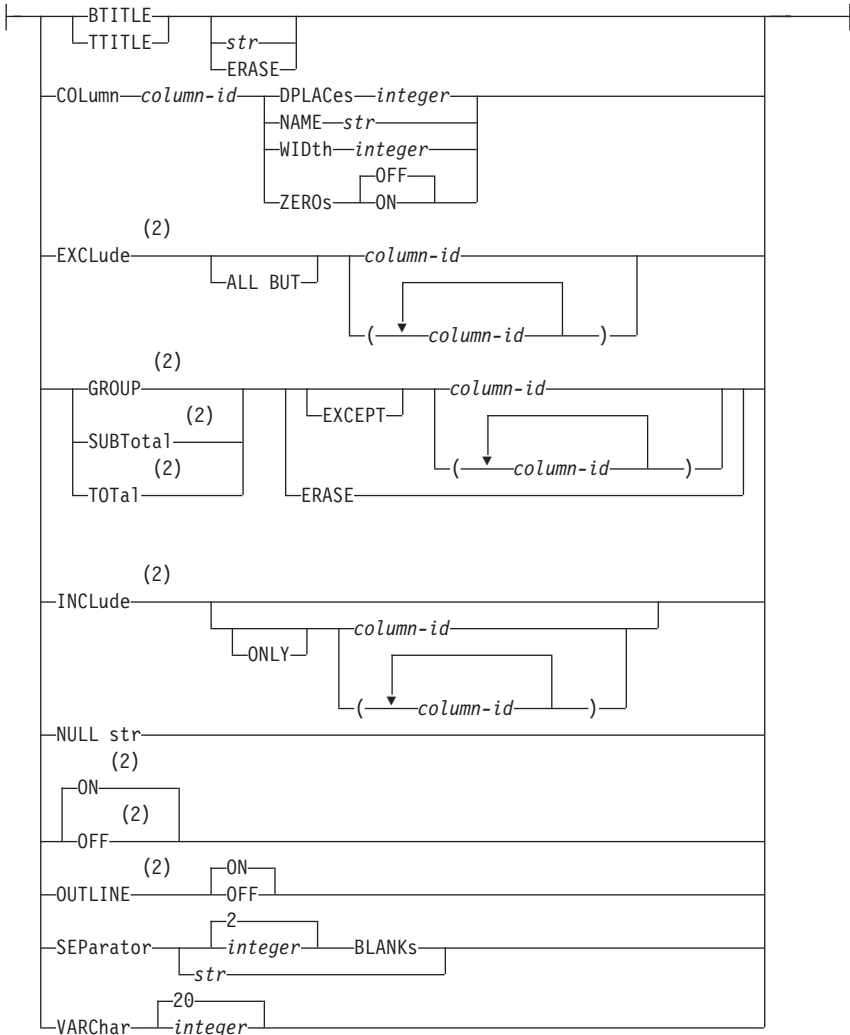 BTITLE
TTITLE
str
ERASE
COLumn column-id DPLACes integer
NAME str
WIDth integer
OFF
ZEROs ON
(2)
EXCLude column-id
ALL BUT
( column-id )
(2)
GROUP column-id
(2) EXCEPT
SUBTotal
(2) ( column-id )
TOTal ERASE
(2)
INCLude
column-id
ONLY
( column-id )
NULL str
(2)
ON
(2)
OFF
(2) ON
OUTLINE OFF
2
SEParator integer BLANKs
str
20
VARChar integer